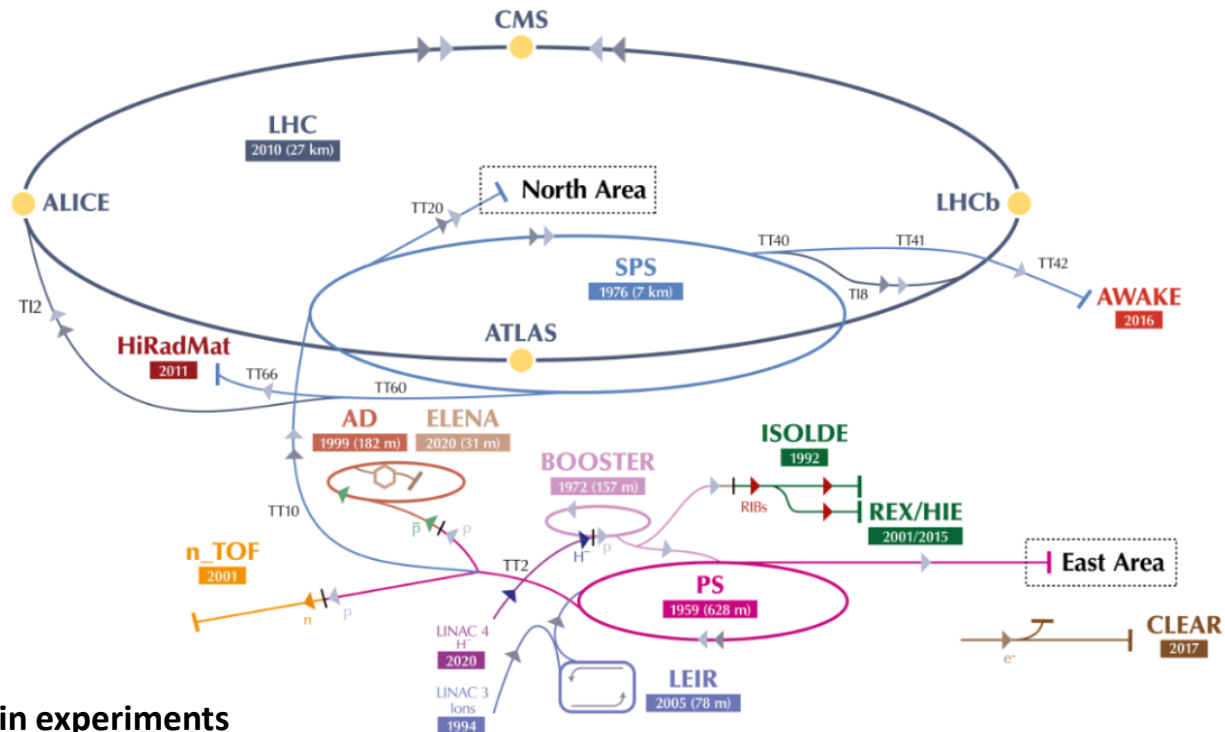 CMS
LHC
2010 (27 km)
North Area
ALICE
TT20
LHCb
TT40
TT41
SPS
1976 (7 km)
TT42
TI8
AWAKE
2016
TI2
ATLAS
HiRadMat
2011
TT66
TT60
AD
1999 (182 m)
ELENA
2020 (31 m)
ISOLDE
1992
BOOSTER
1972 (157 m)
RIBs
REX/HIE
2001/2015
TT10
p̅
p
H⁻
p
n_TOF
2001
TT2
East Area
PS
1959 (628 m)
n
p
LINAC 4
H⁻
2020
CLEAR
2017
e⁻
LINAC 3
Ions
1994
LEIR
2005 (78 m)
in experiments